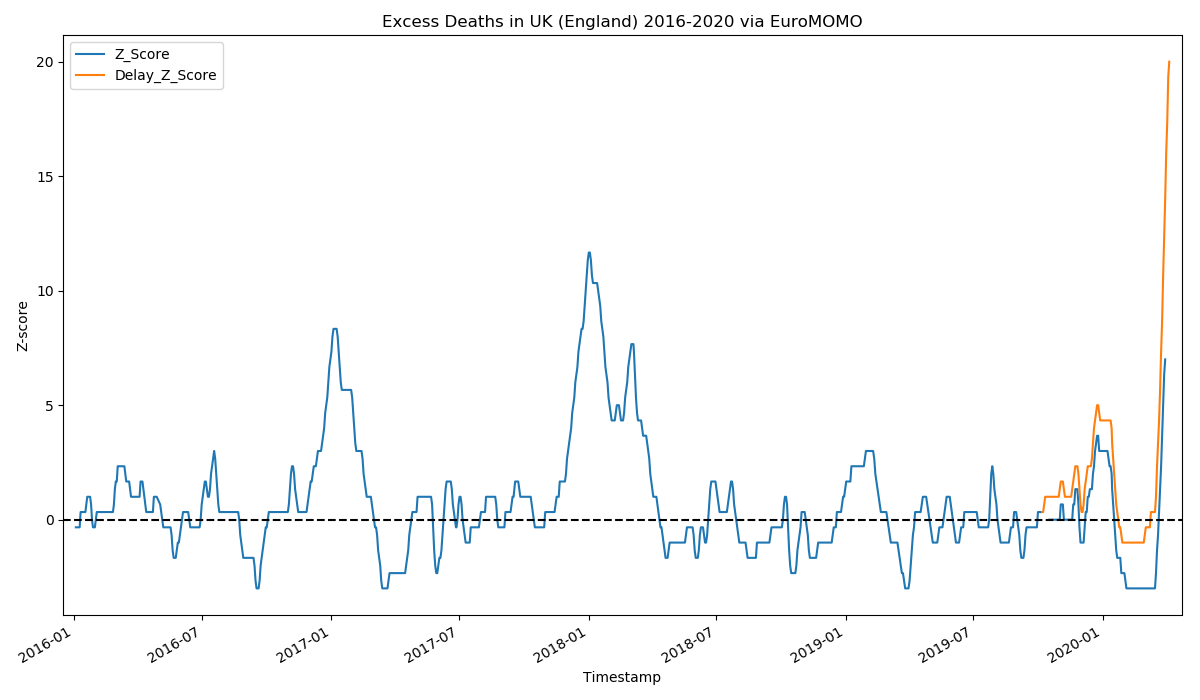 Excess Deaths in UK (England) 2016-2020 via EuroMOMO
Z_Score
Delay_Z_Score
Z-score
20
15
10
5
0
2016-01
2016-07
2017-01
2017-07
2018-01
2018-07
2019-01
2019-07
2020-01
Timestamp